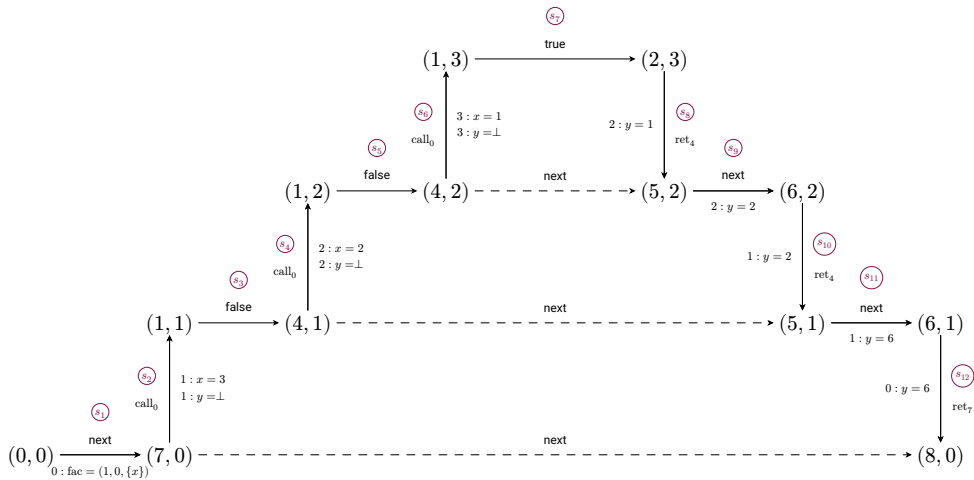 s₇
true
(1, 3) (2, 3)
s₆ 3 : x = 1 s₈
call₀ 3 : y =⊥ 2 : y = 1 ret₄
s₅ s₉
false next next
(1, 2) (4, 2) (5, 2) (6, 2)
2 : y = 2
s₄ 2 : x = 2 s₁₀
call₀ 2 : y =⊥ 1 : y = 2 ret₄
s₃ s₁₁
false next next
(1, 1) (4, 1) (5, 1) (6, 1)
1 : y = 6
s₂ 1 : x = 3 s₁₂
call₀ 1 : y =⊥ 0 : y = 6 ret₇
s₁
next next
(0, 0) (7, 0) (8, 0)
0 : fac = (1, 0, {x})